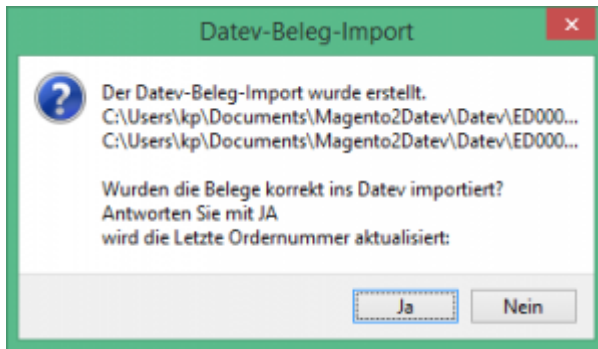 Datev-Beleg-Import
Der Datev-Beleg-Import wurde erstellt.
C:\Users\kp\Documents\Magento2Datev\Datev\ED000...
C:\Users\kp\Documents\Magento2Datev\Datev\ED000...
Wurden die Belege korrekt ins Datev importiert?
Antworten Sie mit JA
wird die Letzte Ordernummer aktualisiert:
Ja
Nein